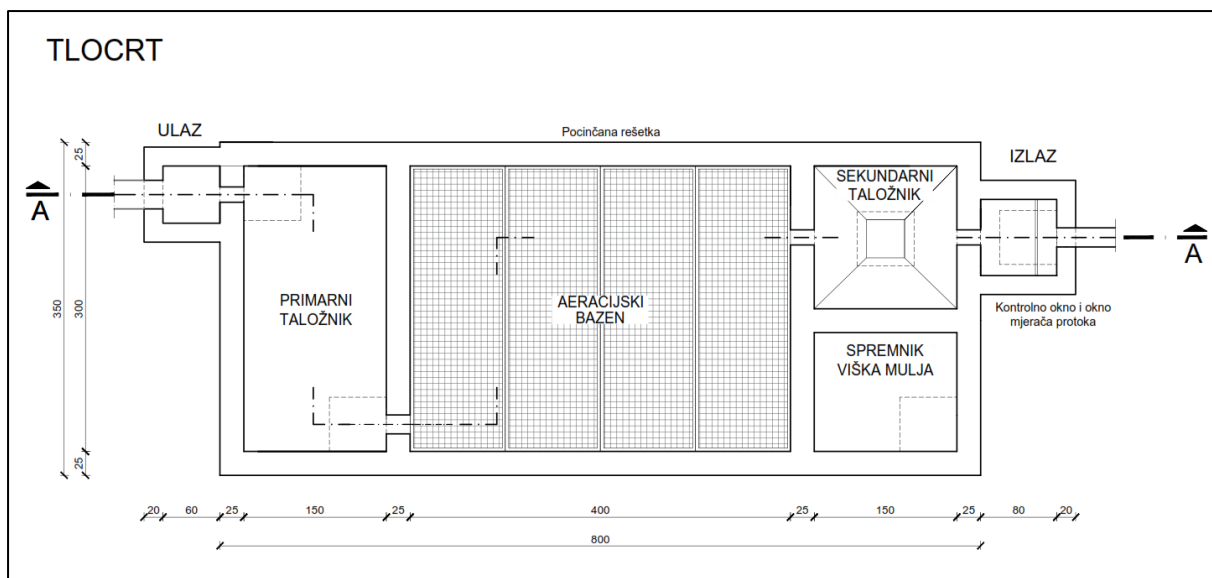 TLOCRT
ULAZ
Pocinčana rešetka
IZLAZ
SEKUNDARNI
TALOŽNIK
A
A
PRIMARNI
TALOŽNIK
AERACIJSKI
BAZEN
Kontrolno okno i okno
mjerača protoka
SPREMNIK
VIŠKA MULJA
25
350
300
25
20 60 25 150 25 400 25 150 25 80 20
800